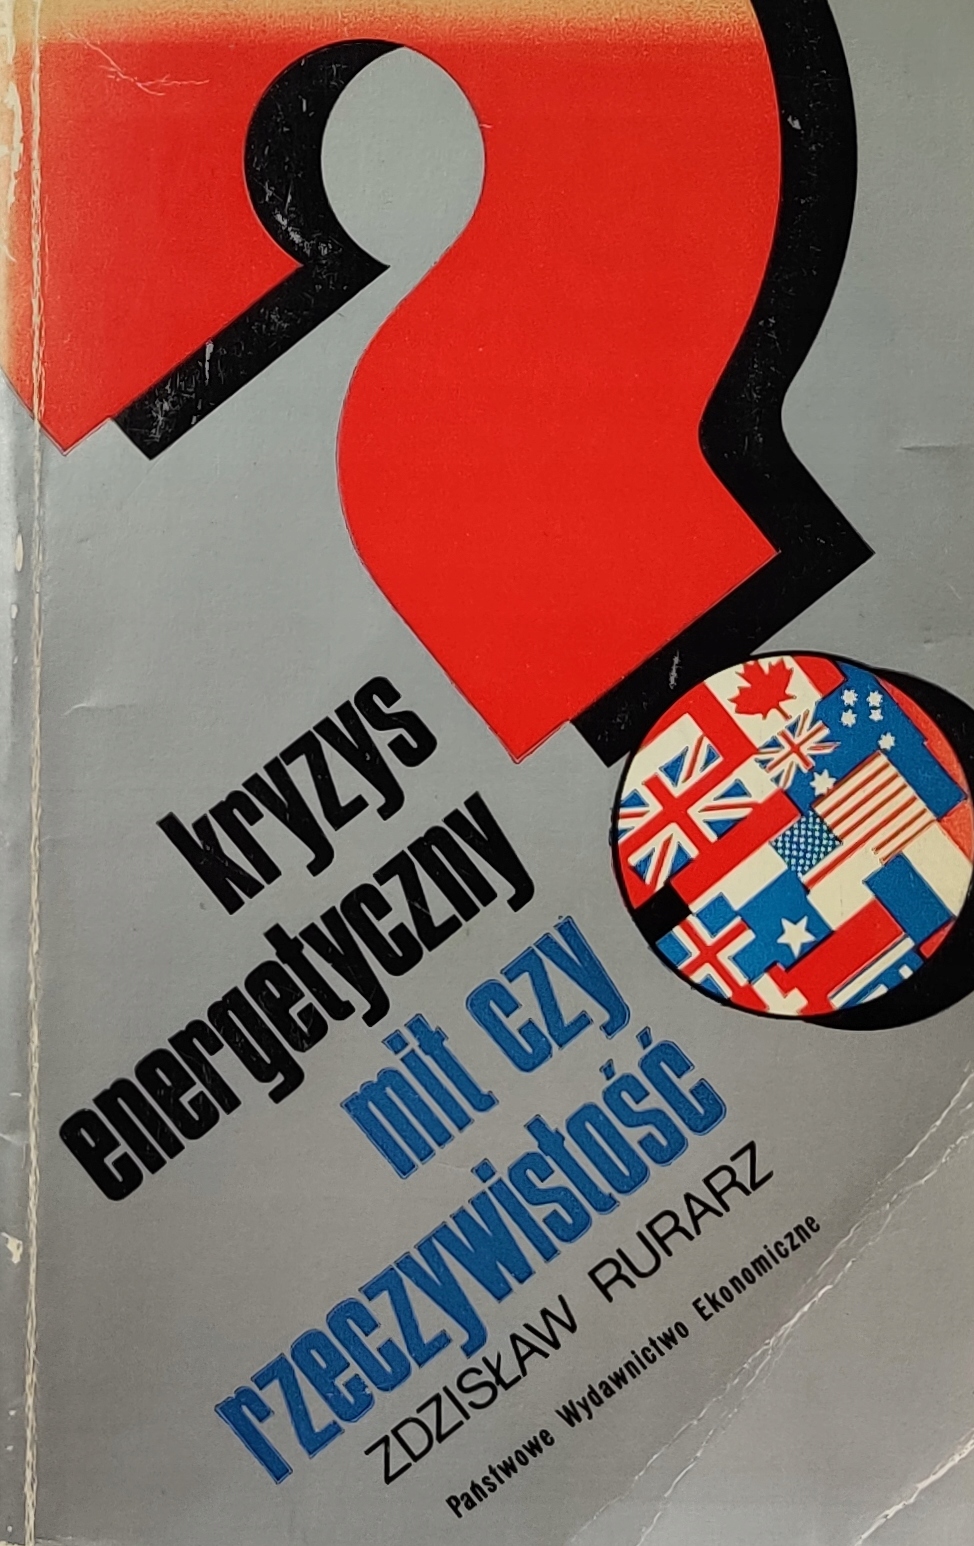 kryzys
energetyczny
mit czy
rzeczywistość
ZDZISŁAW RURARZ
Państwowe Wydawnictwo Ekonomiczne